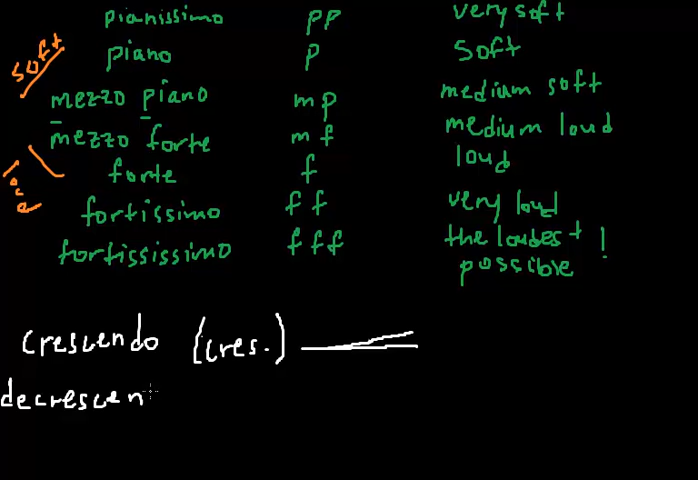 pianissimo pp very soft
soft
piano p soft
mezzo piano mp medium soft
mezzo forte mf medium loud
forte f loud
fortissimo ff very loud
fortississimo fff the loudest !
possible
crescendo (cres.)
decrescen